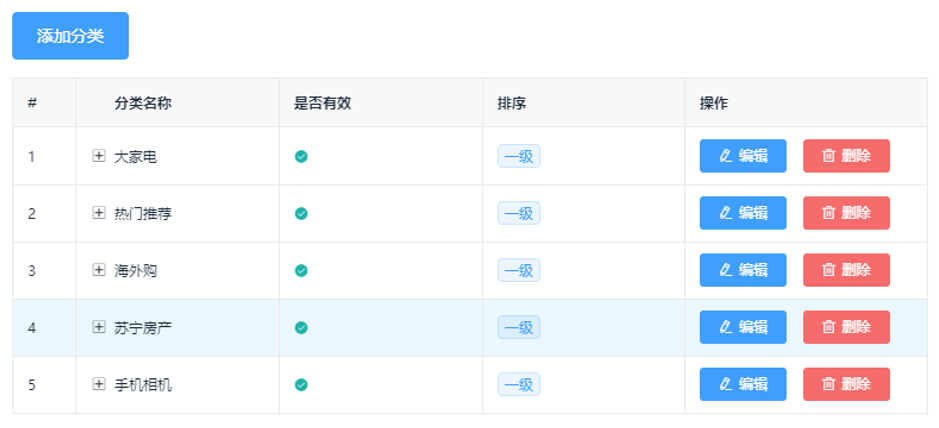 添加分类
# 分类名称 是否有效 排序 操作
1 大家电 一级 编辑 删除
2 热门推荐 一级 编辑 删除
3 海外购 一级 编辑 删除
4 苏宁房产 一级 编辑 删除
5 手机相机 一级 编辑 删除